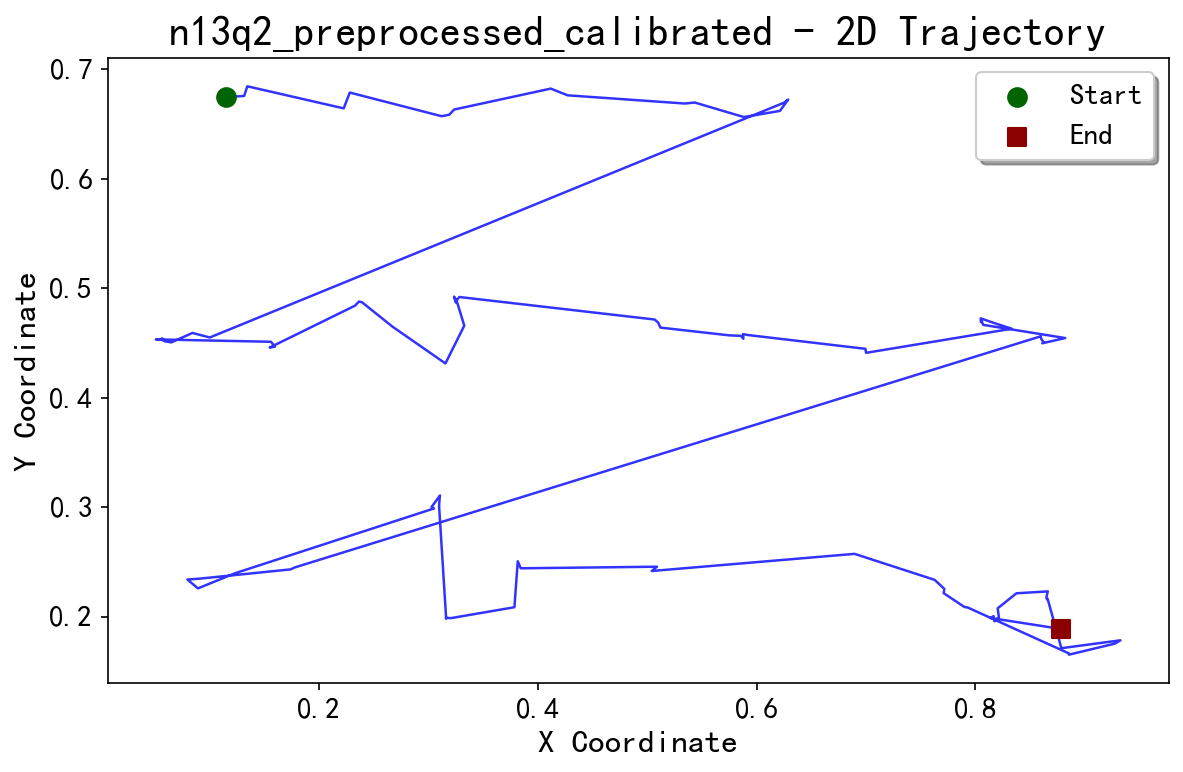 n13q2_preprocessed_calibrated - 2D Trajectory
Start
End
0.7
0.6
0.5
0.4
0.3
0.2
Y Coordinate
0.2 0.4 0.6 0.8
X Coordinate